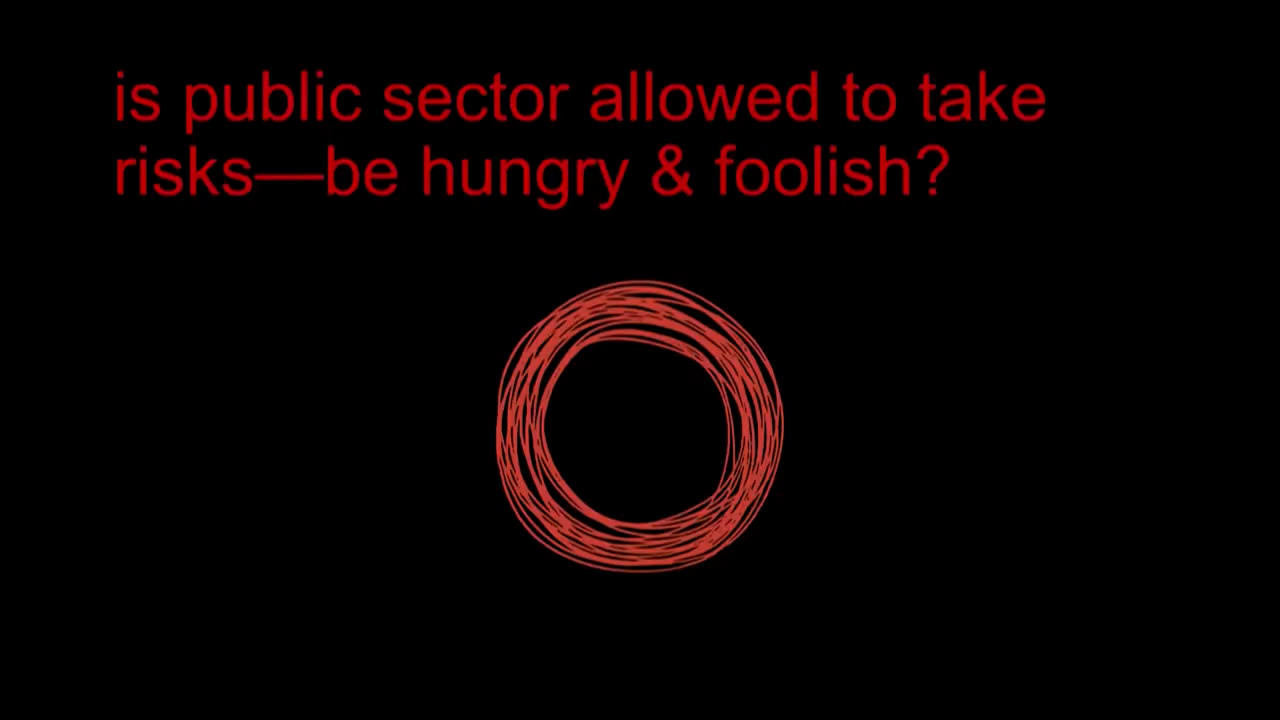 is public sector allowed to take
risks—be hungry & foolish?